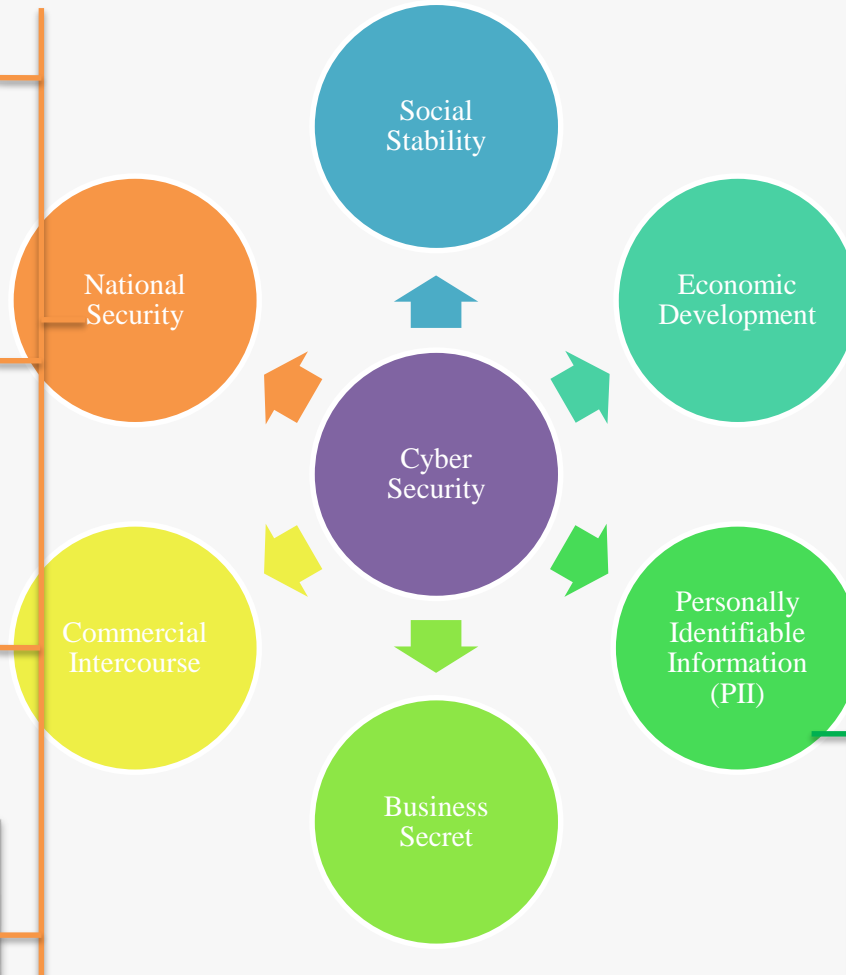 Social
Stability
National
Security
Economic
Development
Cyber
Security
Commercial
Intercourse
Personally
Identifiable
Information
(PII)
Business
Secret